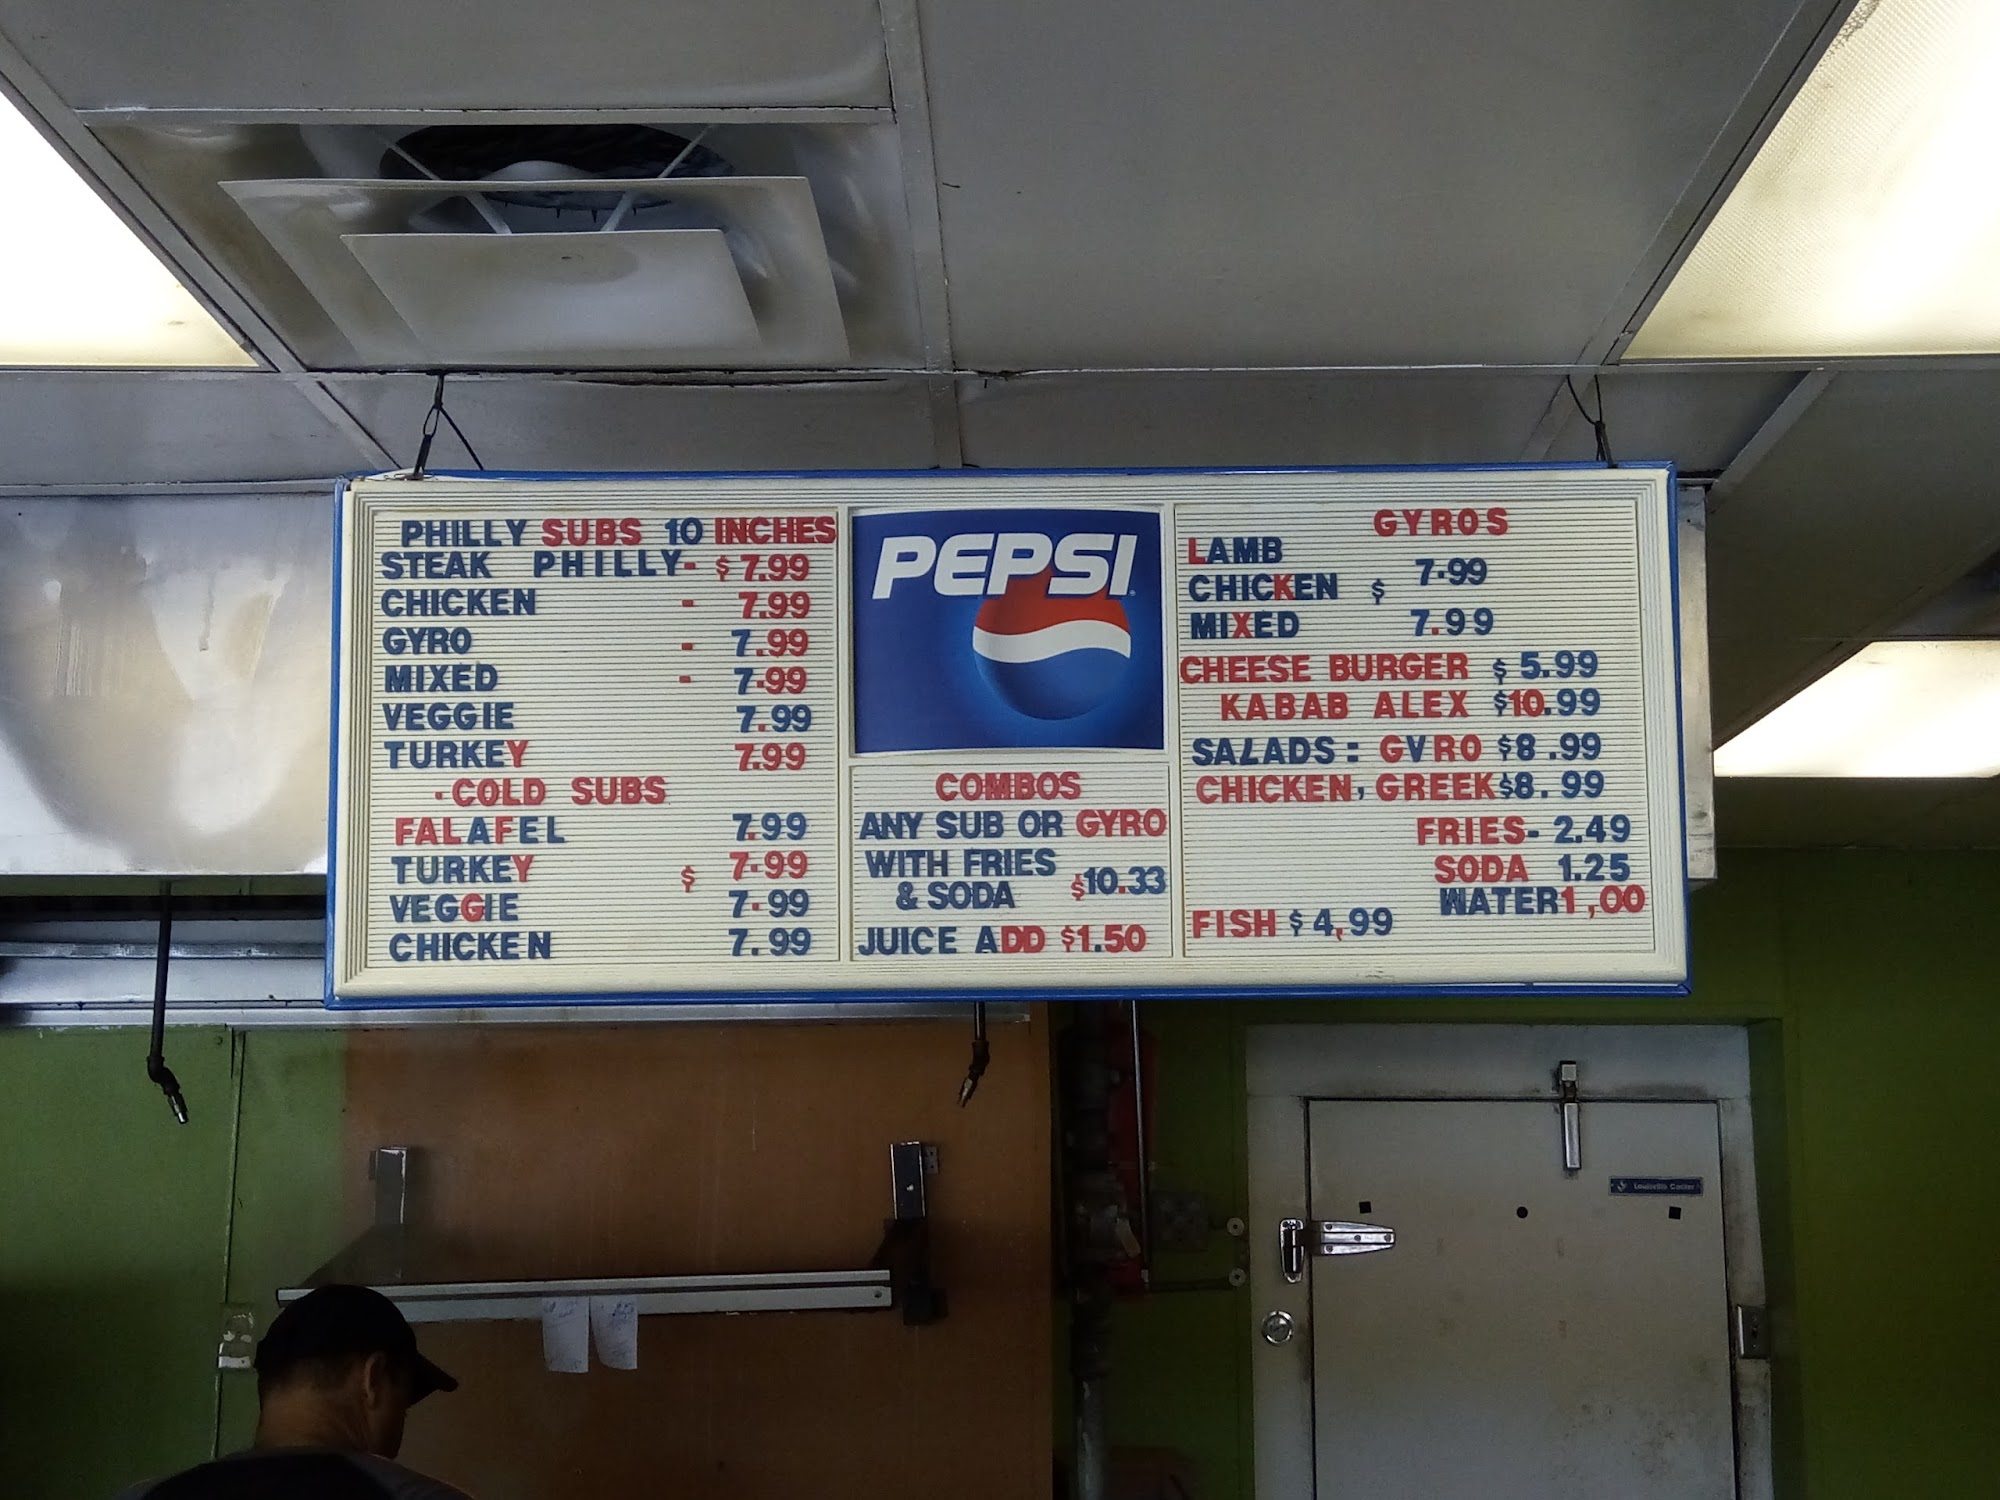 PHILLY SUBS 10 INCHES
STEAK PHILLY- $ 7.99
CHICKEN - 7.99
GYRO - 7.99
MIXED - 7.99
VEGGIE 7.99
TURKEY 7.99
·COLD SUBS
FALAFEL 7.99
TURKEY $ 7.99
VEGGIE 7.99
CHICKEN 7.99
PEPSI
COMBOS
ANY SUB OR GYRO
WITH FRIES
& SODA $10.33
JUICE ADD $1.50
GYROS
LAMB
CHICKEN $ 7.99
MIXED 7.99
CHEESE BURGER $ 5.99
KABAB ALEX $10.99
SALADS: GVRO $8.99
CHICKEN, GREEK $8.99
FRIES- 2.49
SODA 1.25
WATER 1,00
FISH $ 4,99